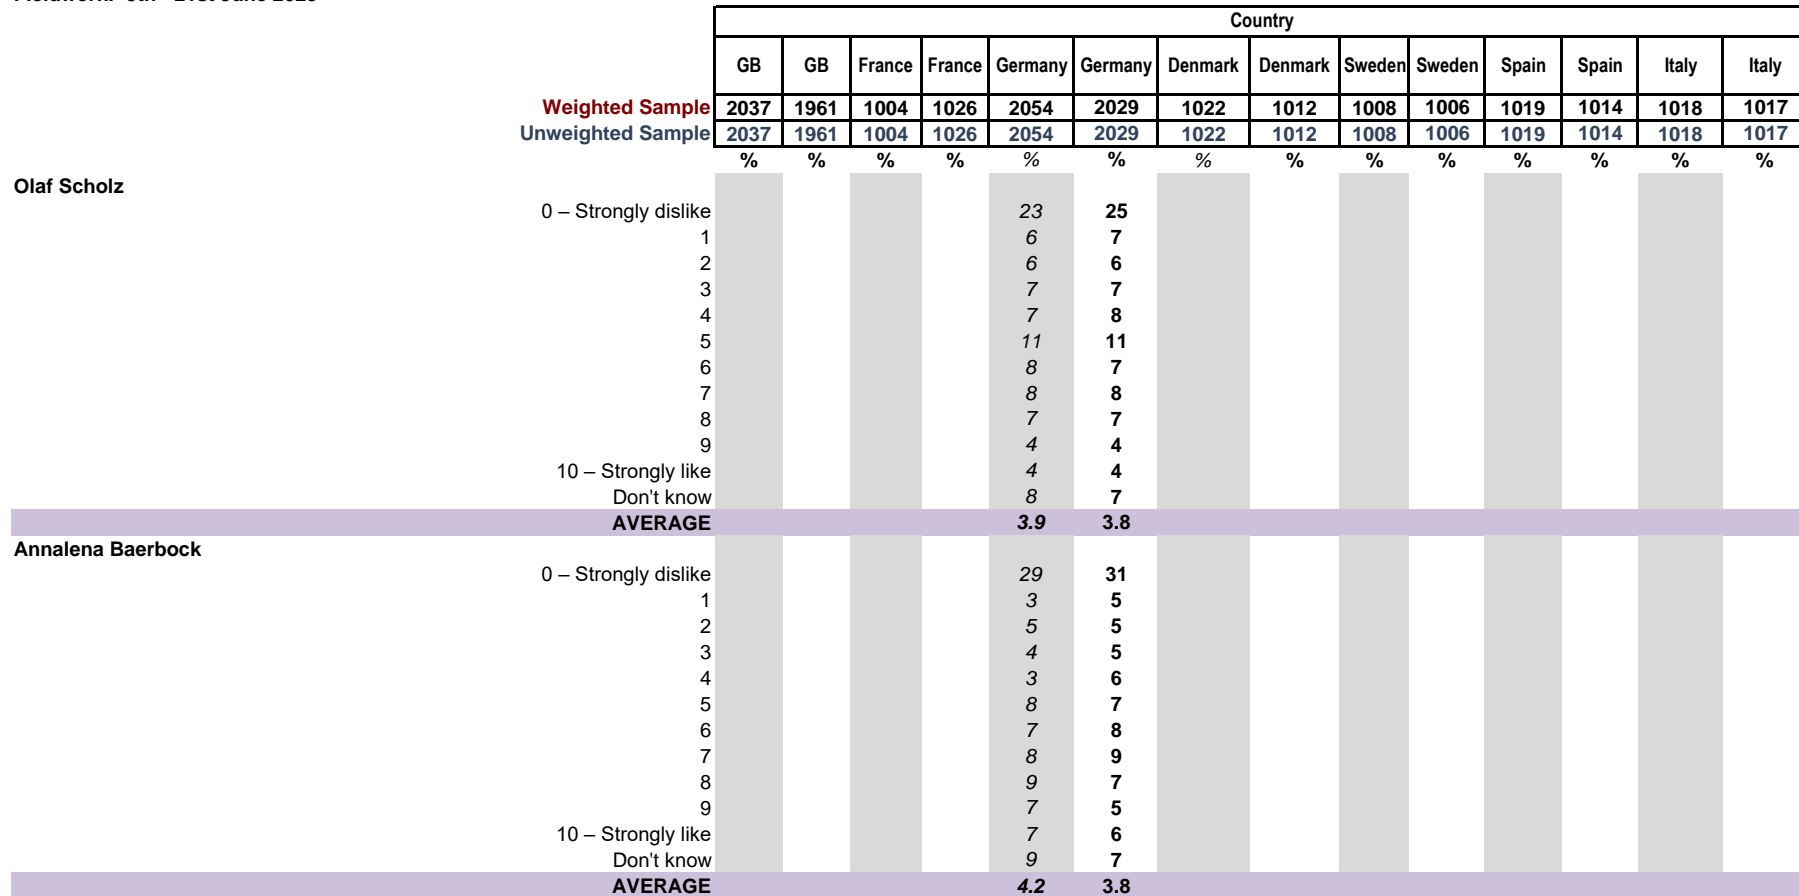 Country
GB GB France France Germany Germany Denmark Denmark Sweden Sweden Spain Spain Italy Italy
Weighted Sample 2037 1961 1004 1026 2054 2029 1022 1012 1008 1006 1019 1014 1018 1017
Unweighted Sample 2037 1961 1004 1026 2054 2029 1022 1012 1008 1006 1019 1014 1018 1017
% % % % % % % % % % % % % %
Olaf Scholz
0 – Strongly dislike 23 25
1 6 7
2 6 6
3 7 7
4 7 8
5 11 11
6 8 7
7 8 8
8 7 7
9 4 4
10 – Strongly like 4 4
Don't know 8 7
AVERAGE 3.9 3.8
Annalena Baerbock
0 – Strongly dislike 29 31
1 3 5
2 5 5
3 4 5
4 3 6
5 8 7
6 7 8
7 8 9
8 9 7
9 7 5
10 – Strongly like 7 6
Don't know 9 7
AVERAGE 4.2 3.8